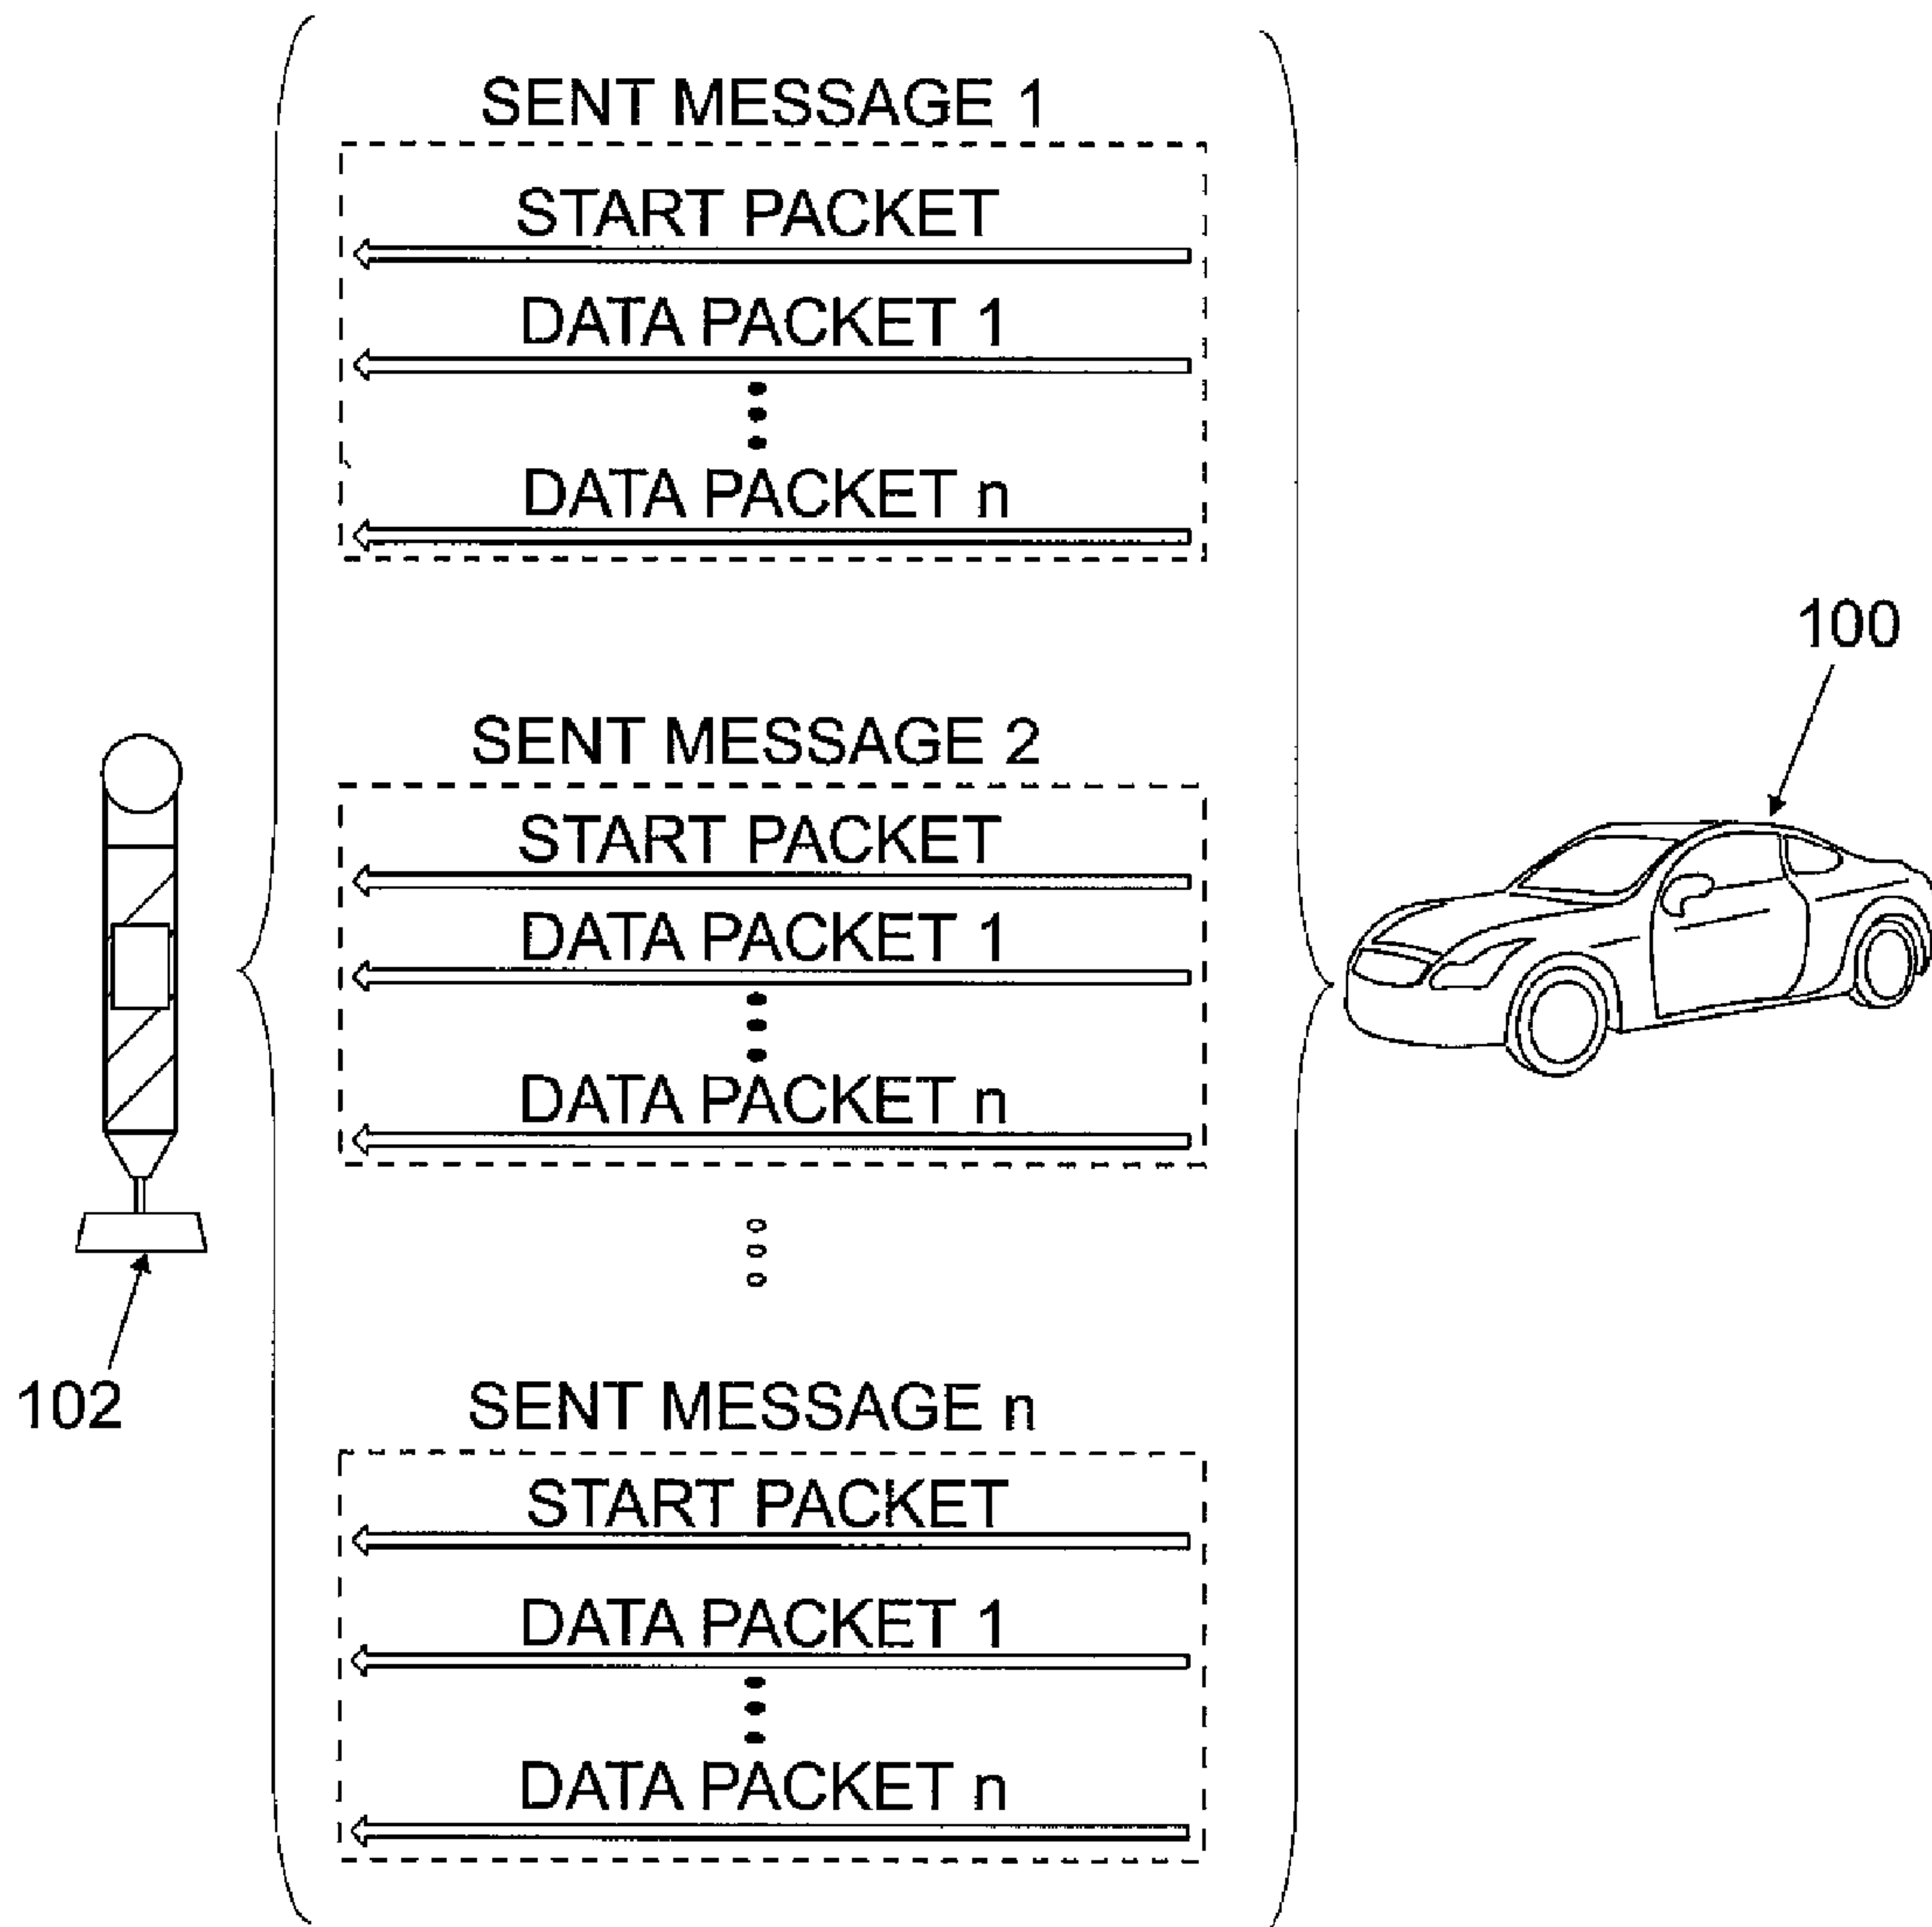 SENT MESSAGE 1
START PACKET
DATA PACKET 1
DATA PACKET n
100
SENT MESSAGE 2
START PACKET
DATA PACKET 1
DATA PACKET n
102
SENT MESSAGE n
START PACKET
DATA PACKET 1
DATA PACKET n